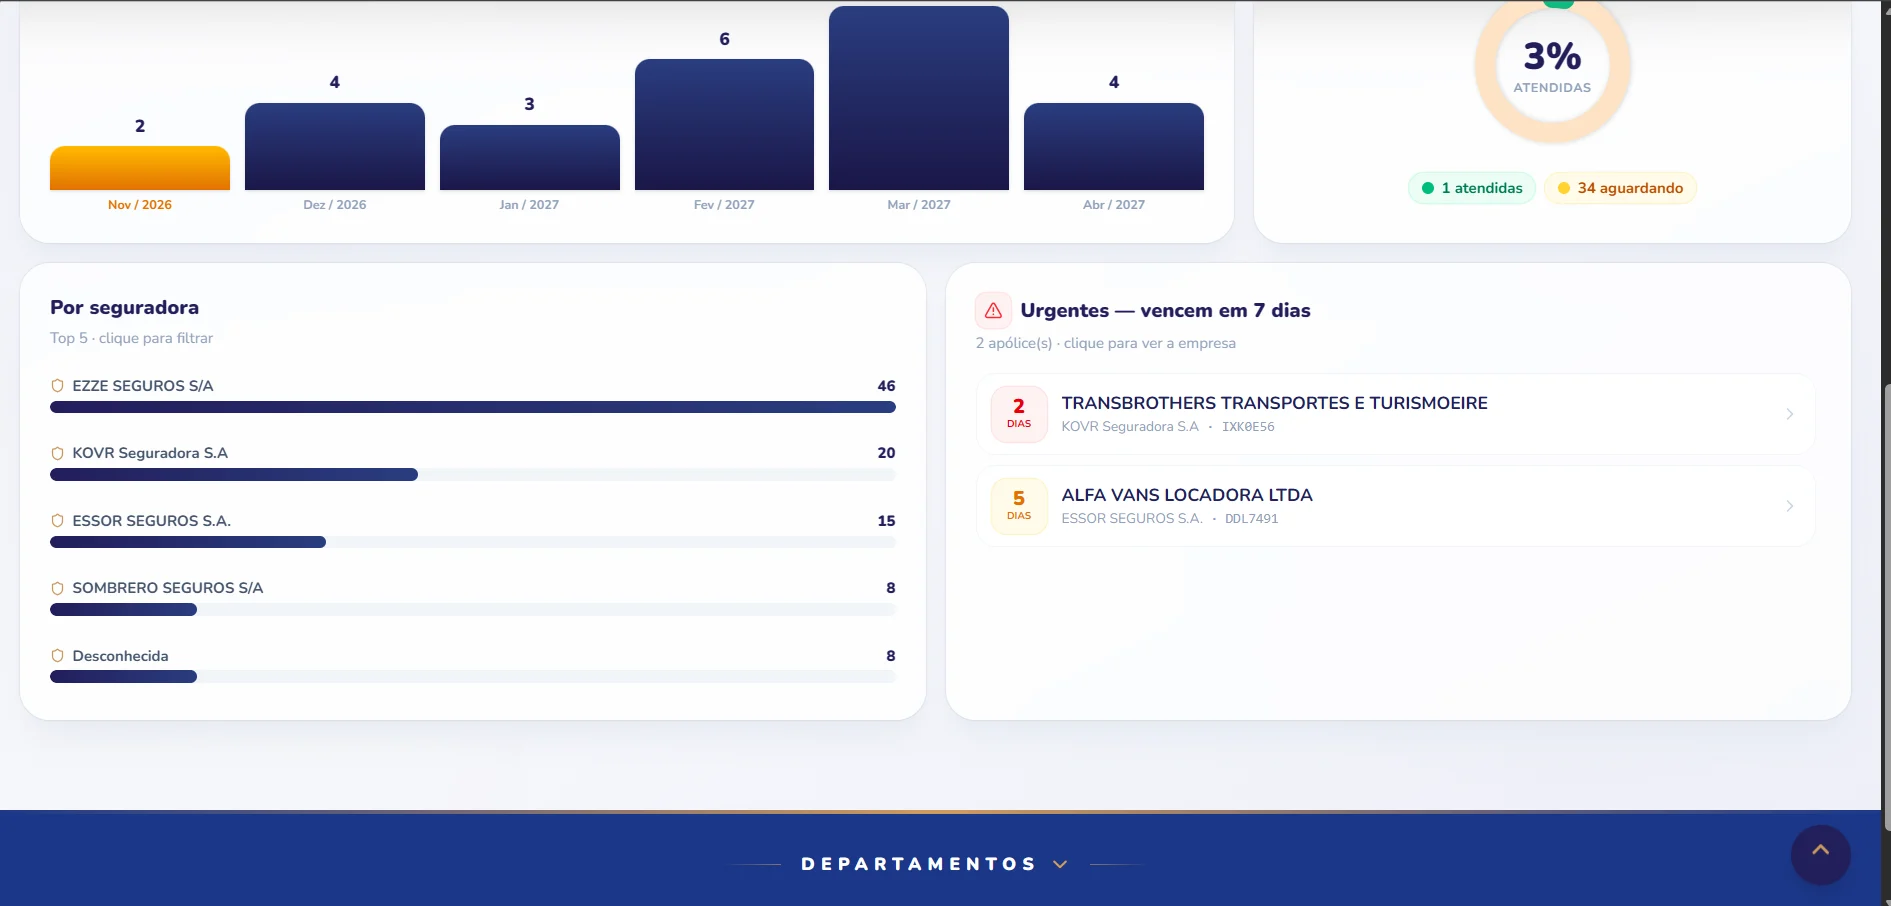 6
4
4
3
2
Nov / 2026
Dez / 2026
Jan / 2027
Fev / 2027
Mar / 2027
Abr / 2027
3%
ATENDIDAS
1 atendidas
34 aguardando
Por seguradora
Top 5 · clique para filtrar
EZZE SEGUROS S/A 46
KOVR Seguradora S.A 20
ESSOR SEGUROS S.A. 15
SOMBRERO SEGUROS S/A 8
Desconhecida 8
Urgentes — vencem em 7 dias
2 apólice(s) · clique para ver a empresa
2
DIAS
TRANSBROTHERS TRANSPORTES E TURISMOEIRE
KOVR Seguradora S.A · IXK0E56
5
DIAS
ALFA VANS LOCADORA LTDA
ESSOR SEGUROS S.A. · DDL7491
DEPARTAMENTOS